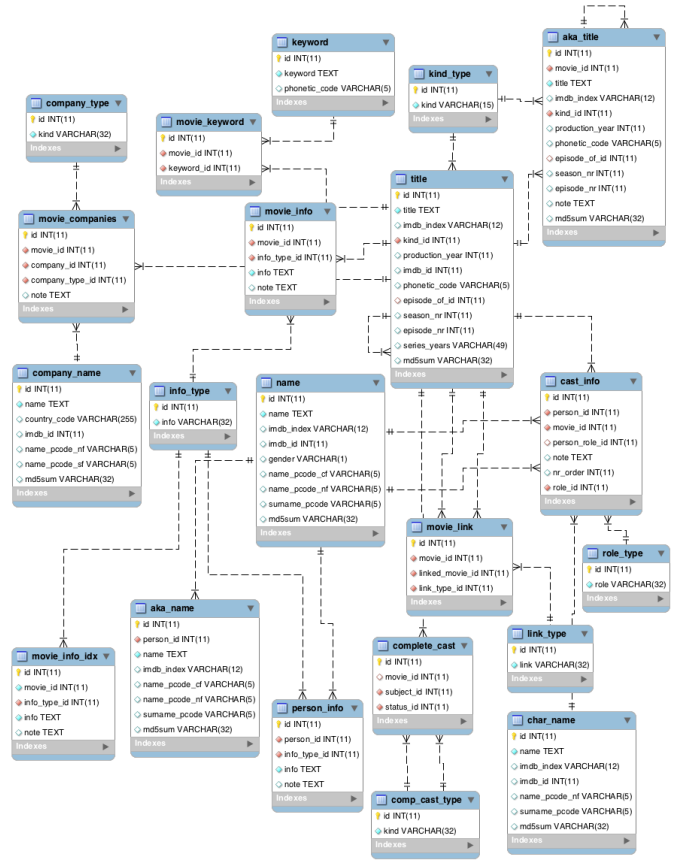 keyword
id INT(11)
keyword TEXT
phonetic_code VARCHAR(5)
Indexes
aka_title
id INT(11)
movie_id INT(11)
title TEXT
imdb_index VARCHAR(12)
kind_id INT(11)
production_year INT(11)
phonetic_code VARCHAR(5)
episode_of_id INT(11)
season_nr INT(11)
episode_nr INT(11)
note TEXT
md5sum VARCHAR(32)
Indexes
kind_type
id INT(11)
kind VARCHAR(15)
Indexes
company_type
id INT(11)
kind VARCHAR(32)
Indexes
movie_keyword
id INT(11)
movie_id INT(11)
keyword_id INT(11)
Indexes
title
id INT(11)
title TEXT
imdb_index VARCHAR(12)
kind_id INT(11)
production_year INT(11)
imdb_id INT(11)
phonetic_code VARCHAR(5)
episode_of_id INT(11)
season_nr INT(11)
episode_nr INT(11)
series_years VARCHAR(49)
md5sum VARCHAR(32)
Indexes
movie_companies
id INT(11)
movie_id INT(11)
company_id INT(11)
company_type_id INT(11)
note TEXT
Indexes
movie_info
id INT(11)
movie_id INT(11)
info_type_id INT(11)
info TEXT
note TEXT
Indexes
company_name
id INT(11)
name TEXT
country_code VARCHAR(255)
imdb_id INT(11)
name_pcode_nf VARCHAR(5)
name_pcode_sf VARCHAR(5)
md5sum VARCHAR(32)
Indexes
info_type
id INT(11)
info VARCHAR(32)
Indexes
name
id INT(11)
name TEXT
imdb_index VARCHAR(12)
imdb_id INT(11)
gender VARCHAR(1)
name_pcode_cf VARCHAR(5)
name_pcode_nf VARCHAR(5)
surname_pcode VARCHAR(5)
md5sum VARCHAR(32)
Indexes
cast_info
id INT(11)
person_id INT(11)
movie_id INT(11)
person_role_id INT(11)
note TEXT
nr_order INT(11)
role_id INT(11)
Indexes
movie_link
id INT(11)
movie_id INT(11)
linked_movie_id INT(11)
link_type_id INT(11)
Indexes
role_type
id INT(11)
role VARCHAR(32)
Indexes
aka_name
id INT(11)
person_id INT(11)
name TEXT
imdb_index VARCHAR(12)
name_pcode_cf VARCHAR(5)
name_pcode_nf VARCHAR(5)
surname_pcode VARCHAR(5)
md5sum VARCHAR(32)
Indexes
link_type
id INT(11)
link VARCHAR(32)
Indexes
movie_info_idx
id INT(11)
movie_id INT(11)
info_type_id INT(11)
info TEXT
note TEXT
Indexes
complete_cast
id INT(11)
movie_id INT(11)
subject_id INT(11)
status_id INT(11)
Indexes
person_info
id INT(11)
person_id INT(11)
info_type_id INT(11)
info TEXT
note TEXT
Indexes
char_name
id INT(11)
name TEXT
imdb_index VARCHAR(12)
imdb_id INT(11)
name_pcode_nf VARCHAR(5)
surname_pcode VARCHAR(5)
md5sum VARCHAR(32)
Indexes
comp_cast_type
id INT(11)
kind VARCHAR(32)
Indexes